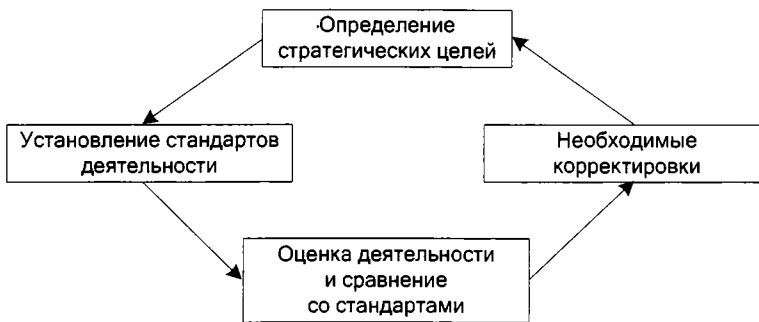 Определение
стратегических целей
Установление стандартов
деятельности
Необходимые
корректировки
Оценка деятельности
и сравнение
со стандартами